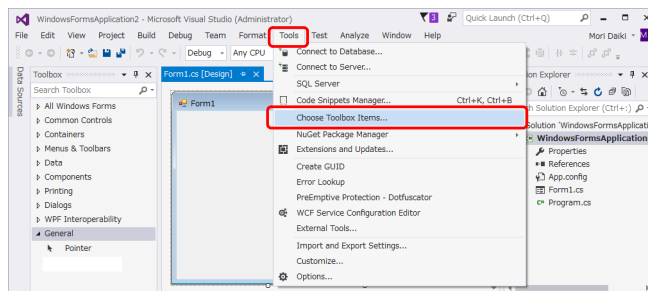 WindowsFormsApplication2 - Microsoft Visual Studio (Administrator)
3
Quick Launch (Ctrl+Q)
File Edit View Project Build Debug Team Format Tools Test Analyze Window Help
Mori Daiki
M
Debug Any CPU
Data Sources
Toolbox
Search Toolbox
All Windows Forms
Common Controls
Containers
Menus & Toolbars
Data
Components
Printing
Dialogs
WPF Interoperability
General
Pointer
Form1.cs [Design]
Form1
Connect to Database...
Connect to Server...
SQL Server
Code Snippets Manager... Ctrl+K, Ctrl+B
Choose Toolbox Items...
NuGet Package Manager
Extensions and Updates...
Create GUID
Error Lookup
PreEmptive Protection - Dotfuscator
WCF Service Configuration Editor
External Tools...
Import and Export Settings...
Customize...
Options...
ion Explorer
ch Solution Explorer (Ctrl+:)
Solution 'WindowsFormsApplicati
WindowsFormsApplication
Properties
References
App.config
Form1.cs
Program.cs